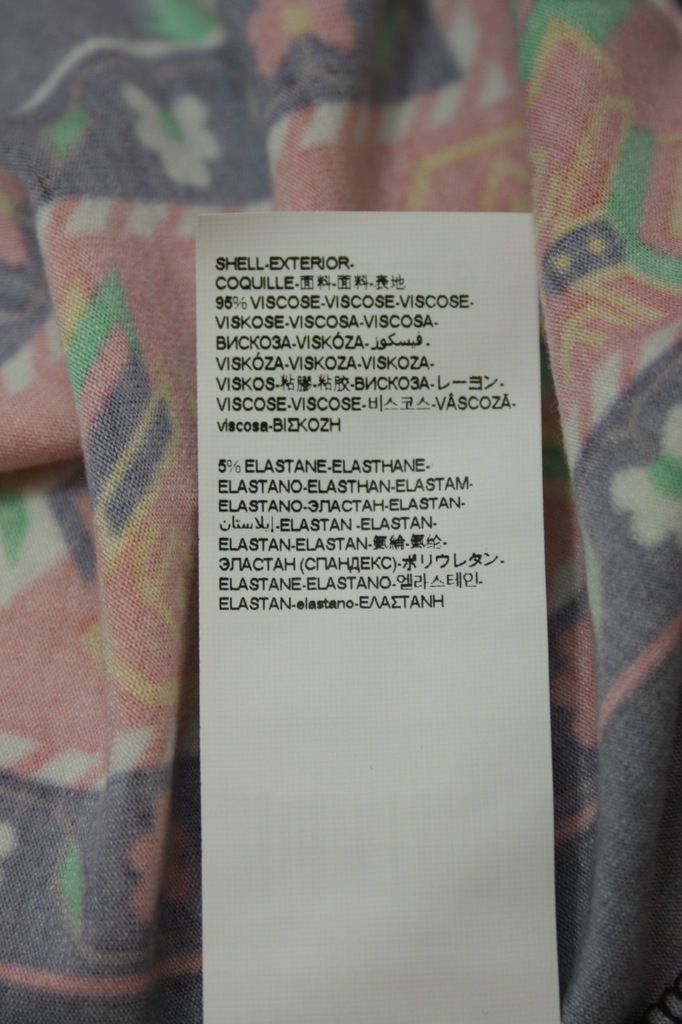 SHELL-EXTERIOR-
COQUILLE-面料-面料-表地
95% VISCOSE-VISCOSE-VISCOSE-
VISKOSE-VISCOSA-VISCOSA-
ВИСКОЗА-VISKÓZA-فيسكوز-
VISKÓZA-VISKOZA-VISKOZA-
VISKOS-粘膠-粘胶-ВИСКОЗА-レーヨン-
VISCOSE-VISCOSE-비스코스-VÂSCOZĂ-
viscosa-ΒΙΣΚΟΖΗ
5% ELASTANE-ELASTHANE-
ELASTANO-ELASTHAN-ELASTAM-
ELASTANO-ЭЛАСТАН-ELASTAN-
إيلاستان-ELASTAN -ELASTAN-
ELASTAN-ELASTAN-氨綸-氨纶-
ЭЛАСТАН (СПАНДЕКС)-ポリウレタン-
ELASTANE-ELASTANO-엘라스테인-
ELASTAN-elastano-ΕΛΑΣΤΑΝΗ